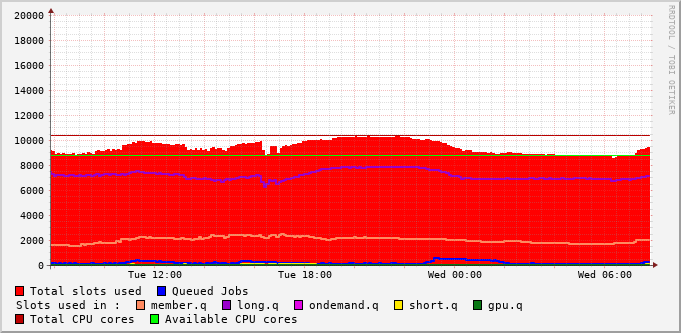 RRDTOOL / TOBI OETIKER
20000
18000
16000
14000
12000
10000
8000
6000
4000
2000
0
Tue 12:00 Tue 18:00 Wed 00:00 Wed 06:00
Total slots used Queued Jobs
Slots used in : member.q long.q ondemand.q short.q gpu.q
Total CPU cores Available CPU cores